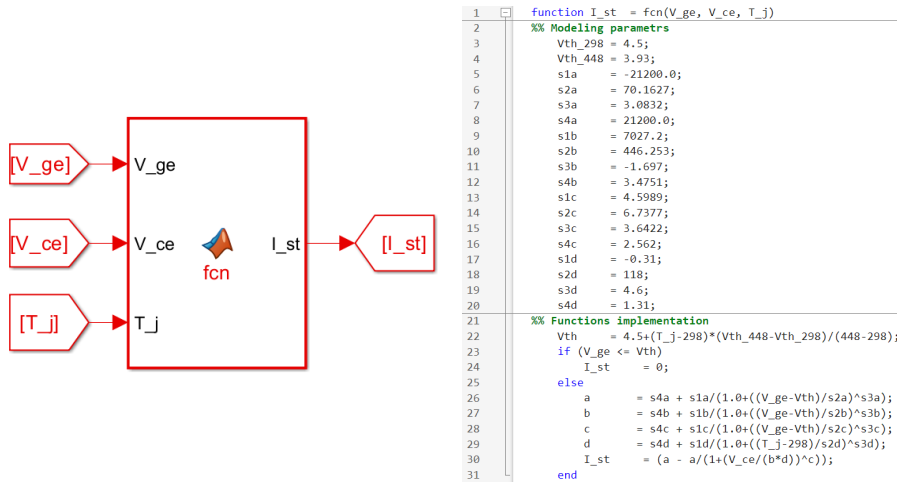 [V_ge]
V_ge
[V_ce]
V_ce
I_st
[I_st]
fcn
[T_j]
T_j
1 function I_st = fcn(V_ge, V_ce, T_j)
2 %% Modeling parametrs
3 Vth_298 = 4.5;
4 Vth_448 = 3.93;
5 s1a = -21200.0;
6 s2a = 70.1627;
7 s3a = 3.0832;
8 s4a = 21200.0;
9 s1b = 7027.2;
10 s2b = 446.253;
11 s3b = -1.697;
12 s4b = 3.4751;
13 s1c = 4.5989;
14 s2c = 6.7377;
15 s3c = 3.6422;
16 s4c = 2.562;
17 s1d = -0.31;
18 s2d = 118;
19 s3d = 4.6;
20 s4d = 1.31;
21 %% Functions implementation
22 Vth = 4.5+(T_j-298)*(Vth_448-Vth_298)/(448-298);
23 if (V_ge <= Vth)
24 I_st = 0;
25 else
26 a = s4a + s1a/(1.0+((V_ge-Vth)/s2a)^s3a);
27 b = s4b + s1b/(1.0+((V_ge-Vth)/s2b)^s3b);
28 c = s4c + s1c/(1.0+((V_ge-Vth)/s2c)^s3c);
29 d = s4d + s1d/(1.0+((T_j-298)/s2d)^s3d);
30 I_st = (a - a/(1+(V_ce/(b*d))^c));
31 end